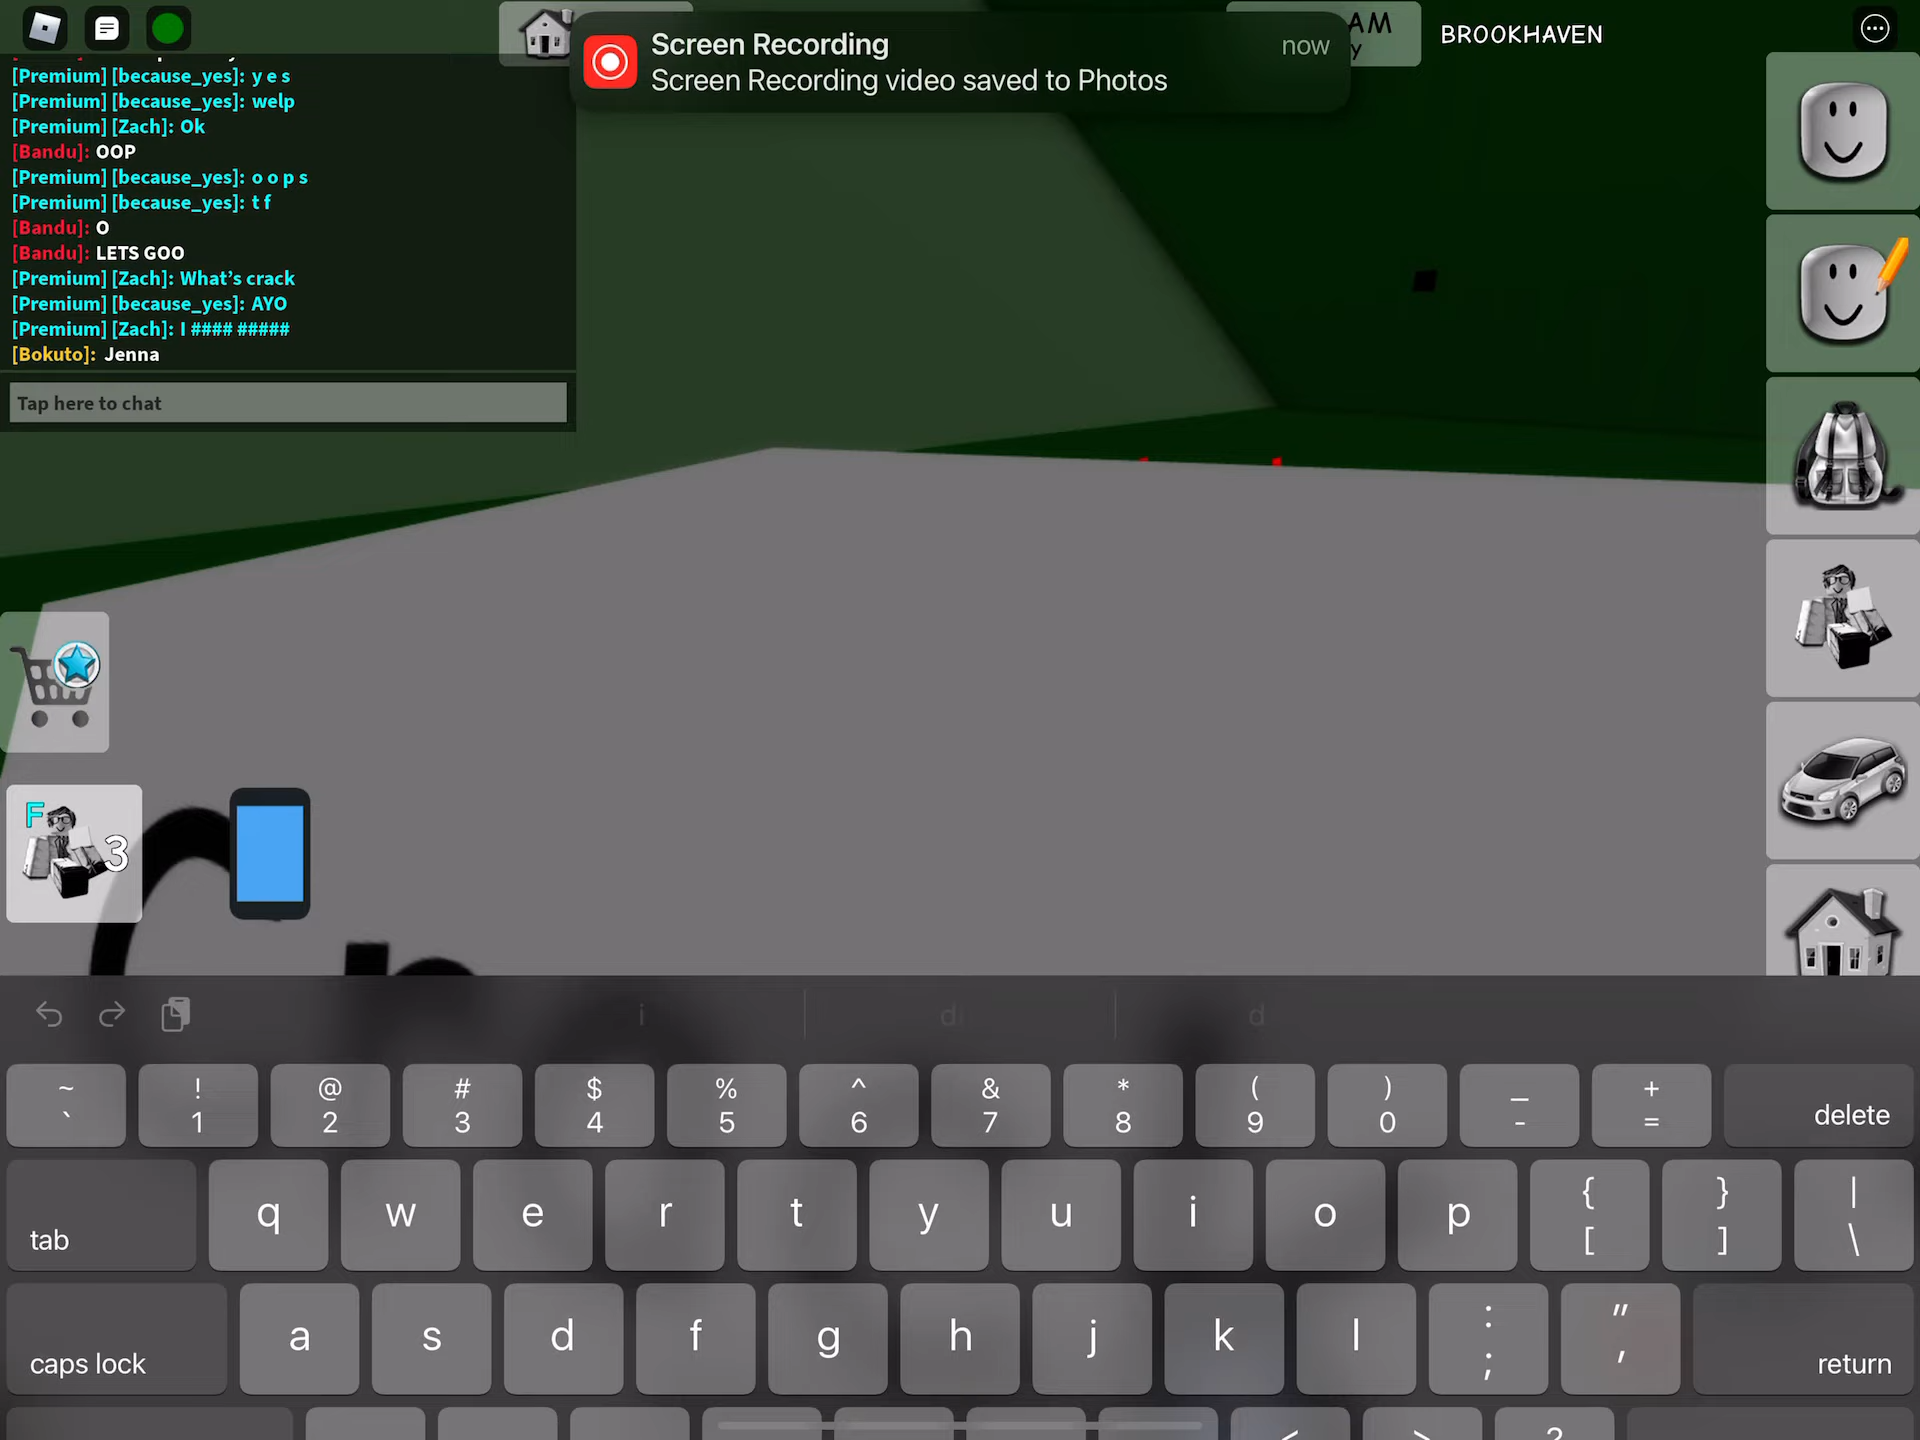 AM
y
BROOKHAVEN
Screen Recording
now
Screen Recording video saved to Photos
[Premium] [because_yes]: y e s
[Premium] [because_yes]: welp
[Premium] [Zach]: Ok
[Bandu]: OOP
[Premium] [because_yes]: o o p s
[Premium] [because_yes]: t f
[Bandu]: O
[Bandu]: LETS GOO
[Premium] [Zach]: What's crack
[Premium] [because_yes]: AYO
[Premium] [Zach]: I #### #####
[Bokuto]: Jenna
Tap here to chat
F
3
i d d
~ ! @ # $ % ^ & * ( ) _ +
` 1 2 3 4 5 6 7 8 9 0 - = delete
tab q w e r t y u i o p { [ } ] | \
caps lock a s d f g h j k l : ; " ' return
< > ?